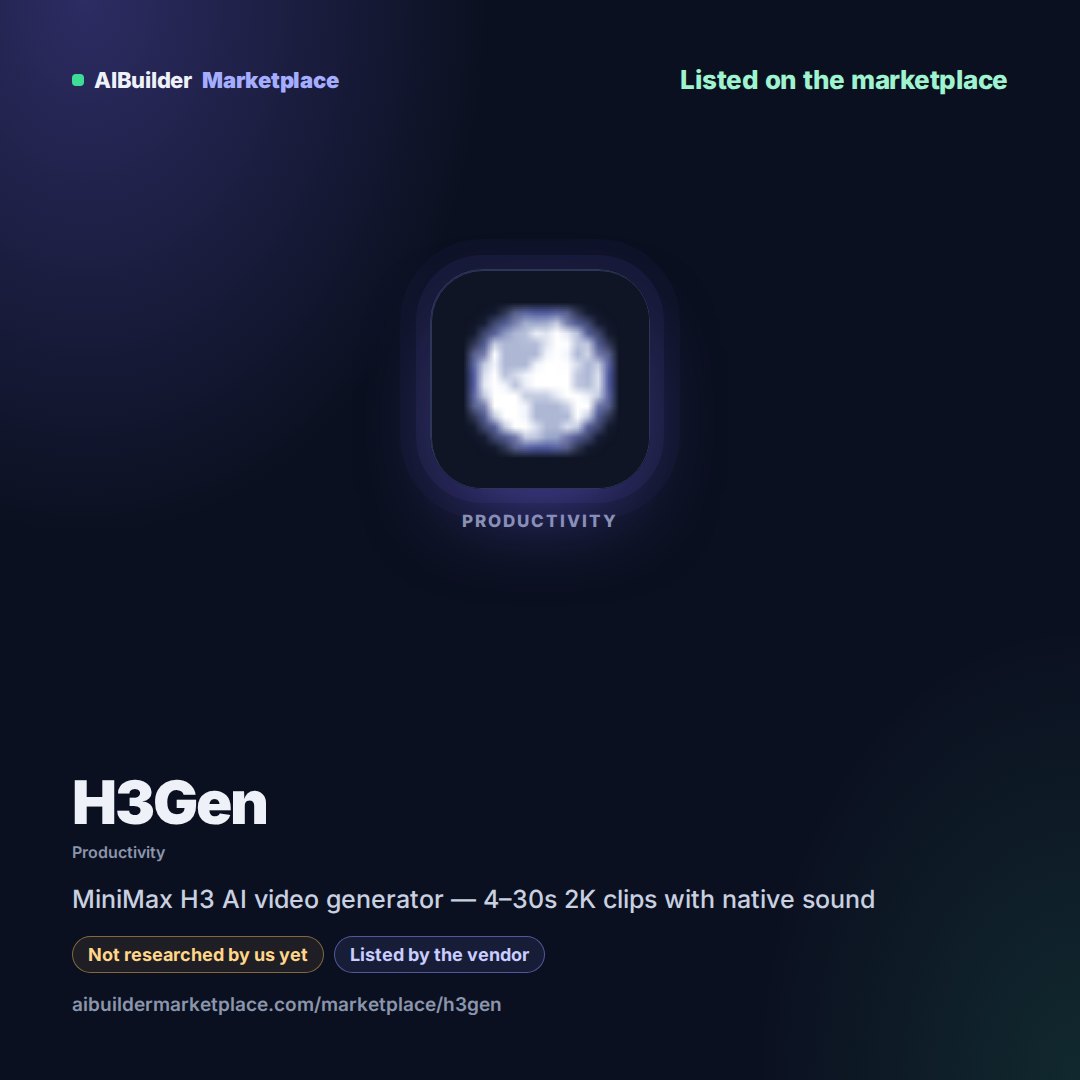 AIBuilder Marketplace
Listed on the marketplace
PRODUCTIVITY
H3Gen
Productivity
MiniMax H3 AI video generator — 4–30s 2K clips with native sound
Not researched by us yet
Listed by the vendor
aibuildermarketplace.com/marketplace/h3gen